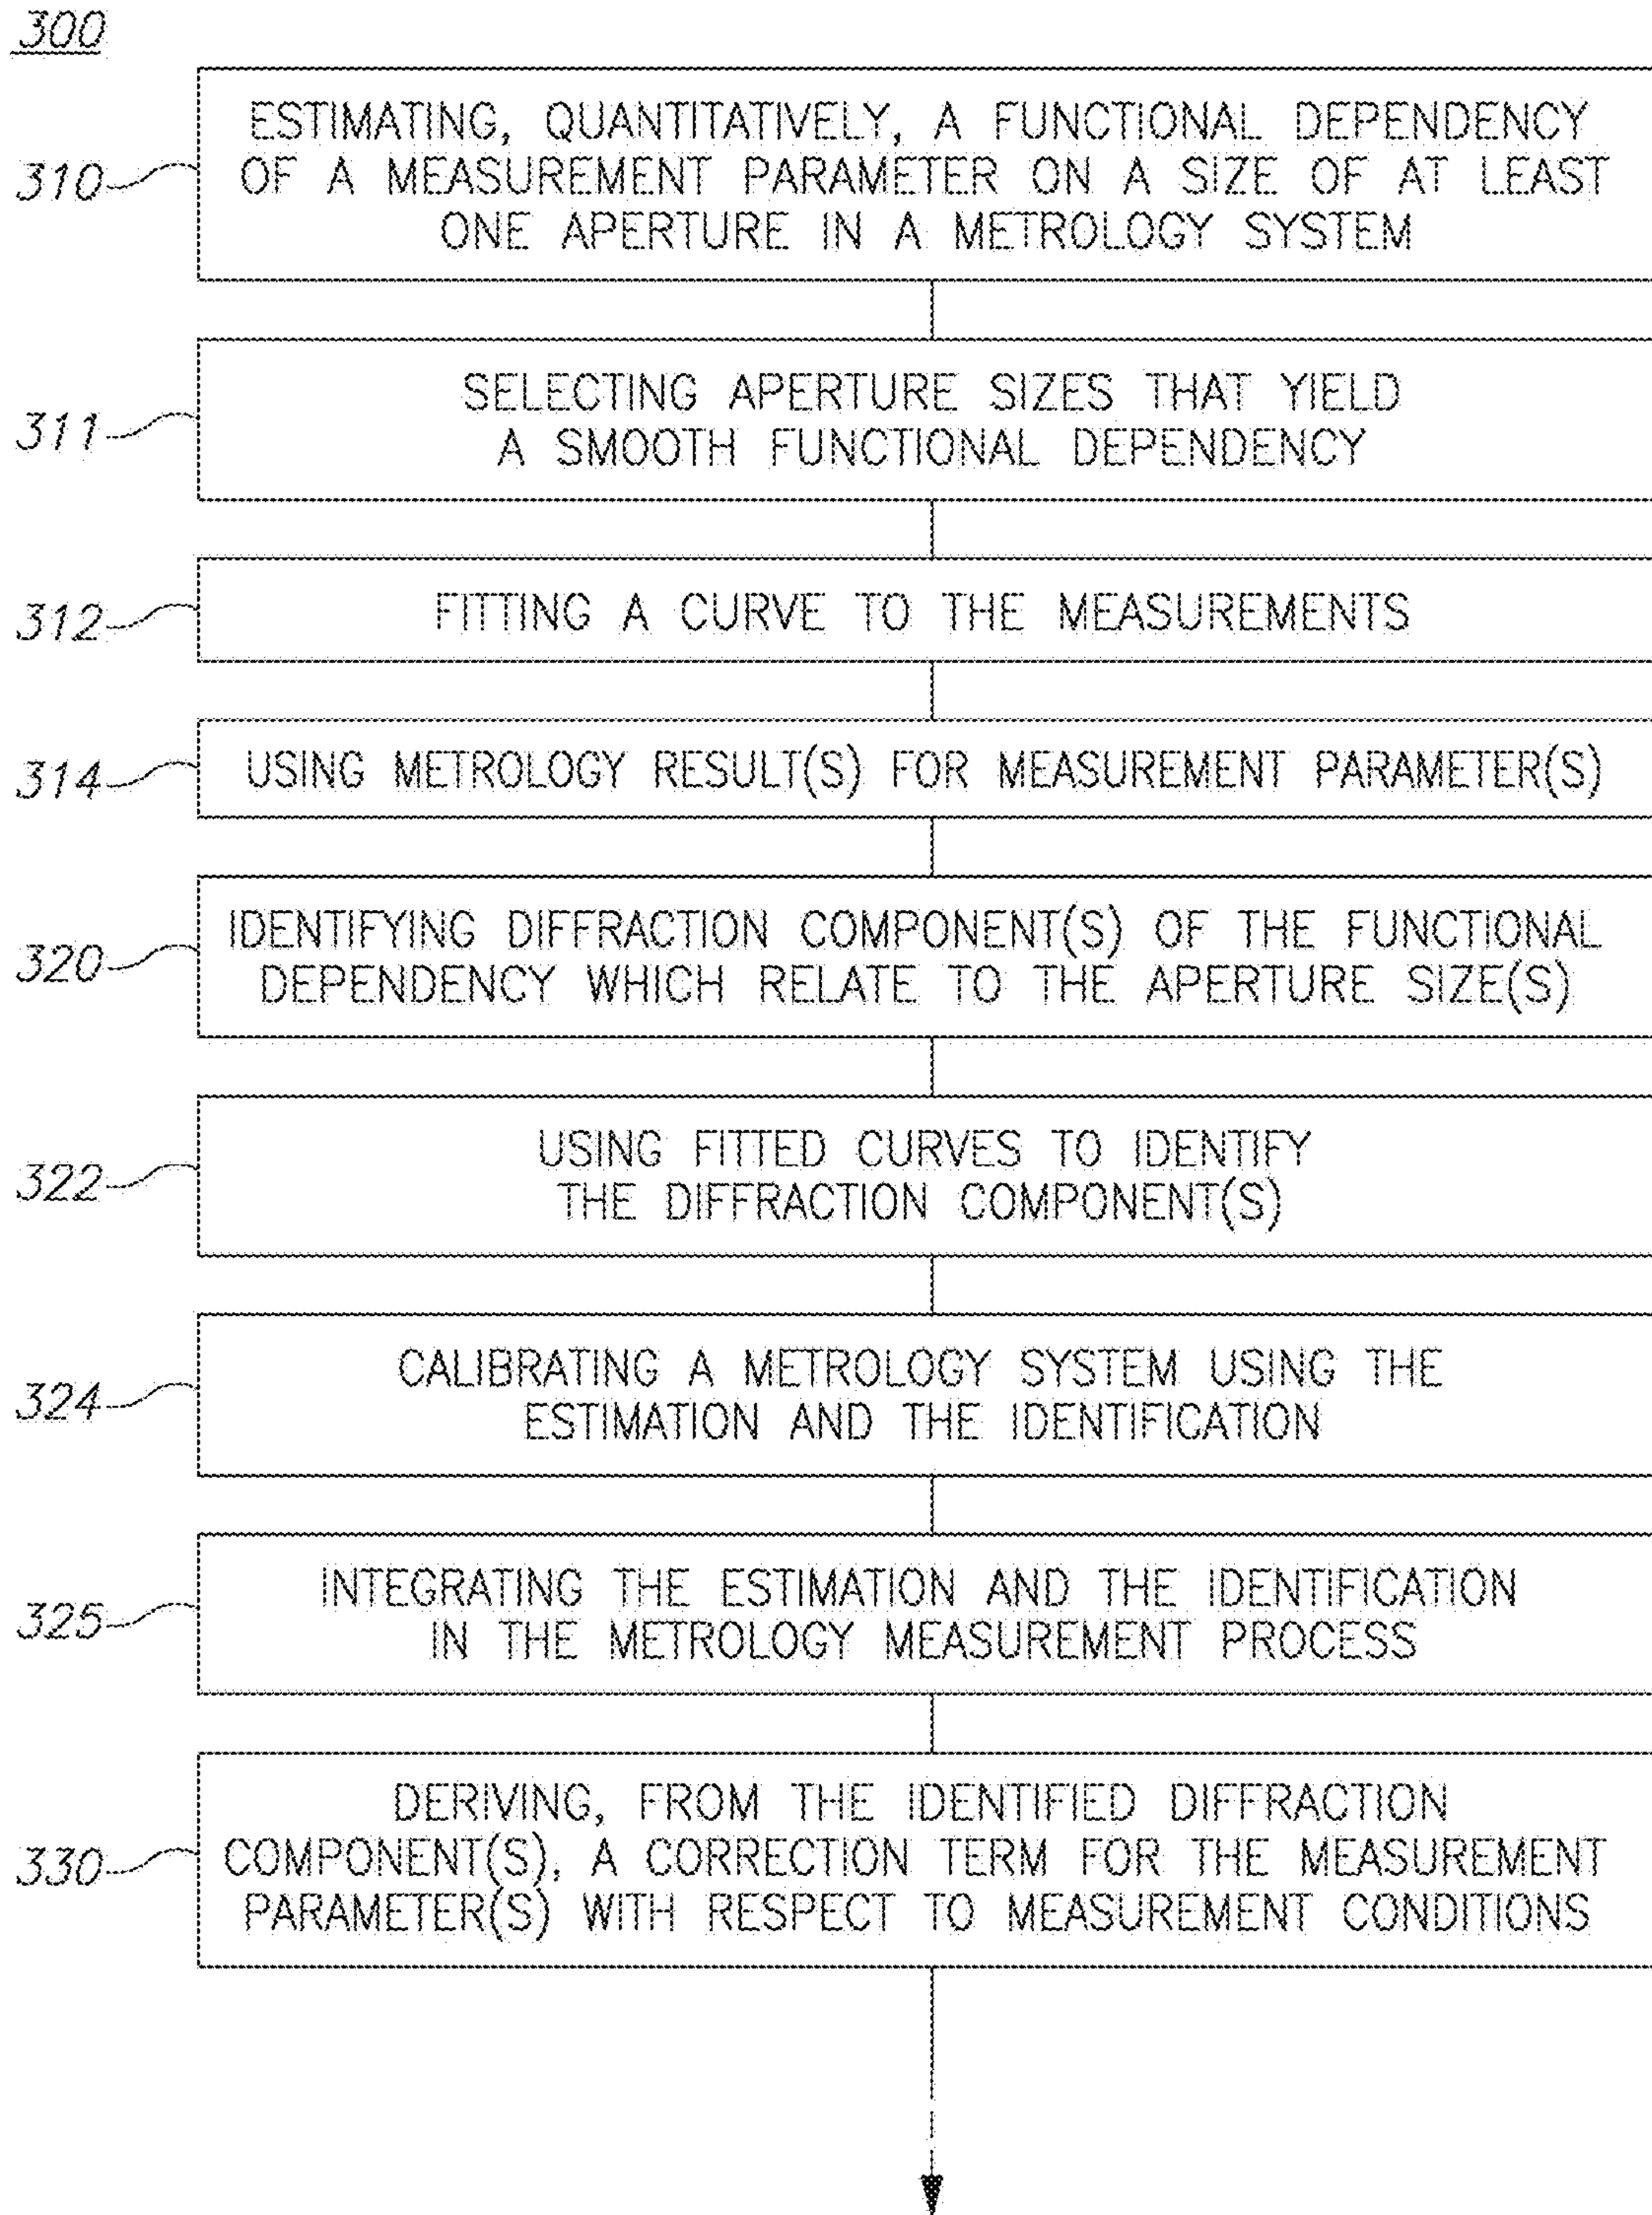 300
310
ESTIMATING, QUANTITATIVELY, A FUNCTIONAL DEPENDENCY
OF A MEASUREMENT PARAMETER ON A SIZE OF AT LEAST
ONE APERTURE IN A METROLOGY SYSTEM
311
SELECTING APERTURE SIZES THAT YIELD
A SMOOTH FUNCTIONAL DEPENDENCY
312
FITTING A CURVE TO THE MEASUREMENTS
314
USING METROLOGY RESULT(S) FOR MEASUREMENT PARAMETER(S)
320
IDENTIFYING DIFFRACTION COMPONENT(S) OF THE FUNCTIONAL
DEPENDENCY WHICH RELATE TO THE APERTURE SIZE(S)
322
USING FITTED CURVES TO IDENTIFY
THE DIFFRACTION COMPONENT(S)
324
CALIBRATING A METROLOGY SYSTEM USING THE
ESTIMATION AND THE IDENTIFICATION
325
INTEGRATING THE ESTIMATION AND THE IDENTIFICATION
IN THE METROLOGY MEASUREMENT PROCESS
330
DERIVING, FROM THE IDENTIFIED DIFFRACTION
COMPONENT(S), A CORRECTION TERM FOR THE MEASUREMENT
PARAMETER(S) WITH RESPECT TO MEASUREMENT CONDITIONS